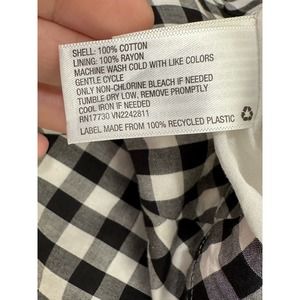 SHELL: 100% COTTON
LINING: 100% RAYON
MACHINE WASH COLD WITH LIKE COLORS
GENTLE CYCLE
ONLY NON-CHLORINE BLEACH IF NEEDED
TUMBLE DRY LOW, REMOVE PROMPTLY
COOL IRON IF NEEDED
RN17730 VN2242811
LABEL MADE FROM 100% RECYCLED PLASTIC